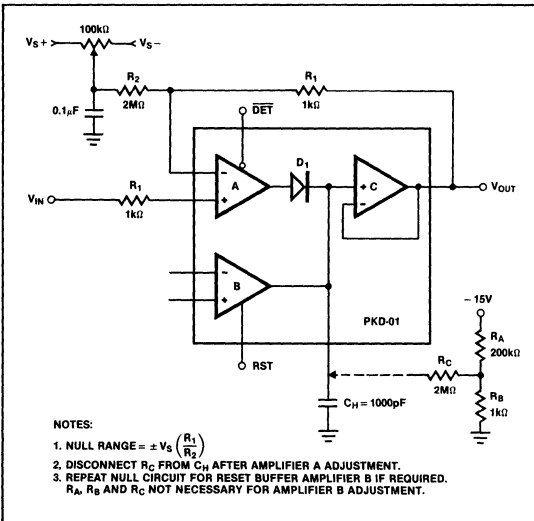 100kΩ
VS+ VS−
R2
2MΩ
R1
1kΩ
0.1μF
DET
D1
−
A
+
+
C
−
VOUT
VIN
R1
1kΩ
−
B
+
PKD-01
RST
− 15V
RA
200kΩ
RC
2MΩ
RB
1kΩ
CH = 1000pF
NOTES:
1. NULL RANGE = ± VS (R1/R2)
2, DISCONNECT RC FROM CH AFTER AMPLIFIER A ADJUSTMENT.
3. REPEAT NULL CIRCUIT FOR RESET BUFFER AMPLIFIER B IF REQUIRED.
RA, RB AND RC NOT NECESSARY FOR AMPLIFIER B ADJUSTMENT.